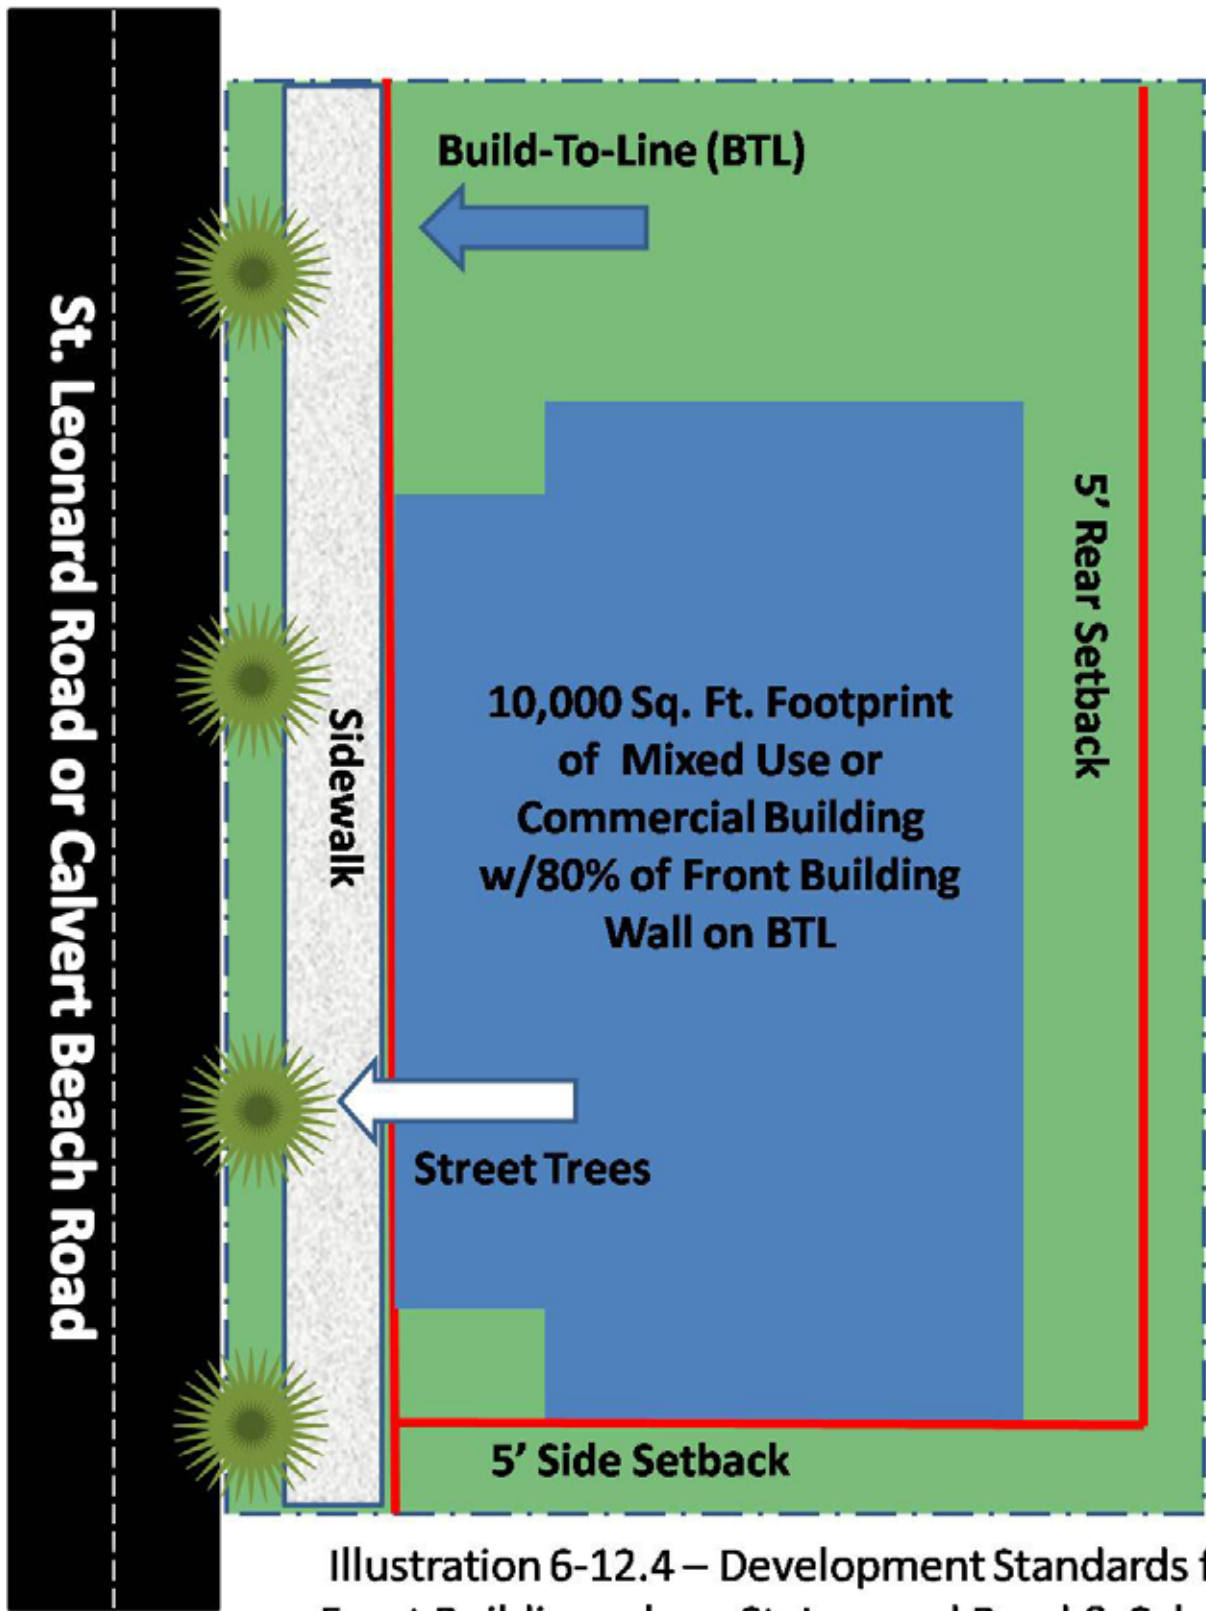 Build-To-Line (BTL)
St. Leonard Road or Calvert Beach Road
5’ Rear Setback
Sidewalk
10,000 Sq. Ft. Footprint
of Mixed Use or
Commercial Building
w/80% of Front Building
Wall on BTL
Street Trees
5’ Side Setback
Illustration 6-12.4 – Development Standards